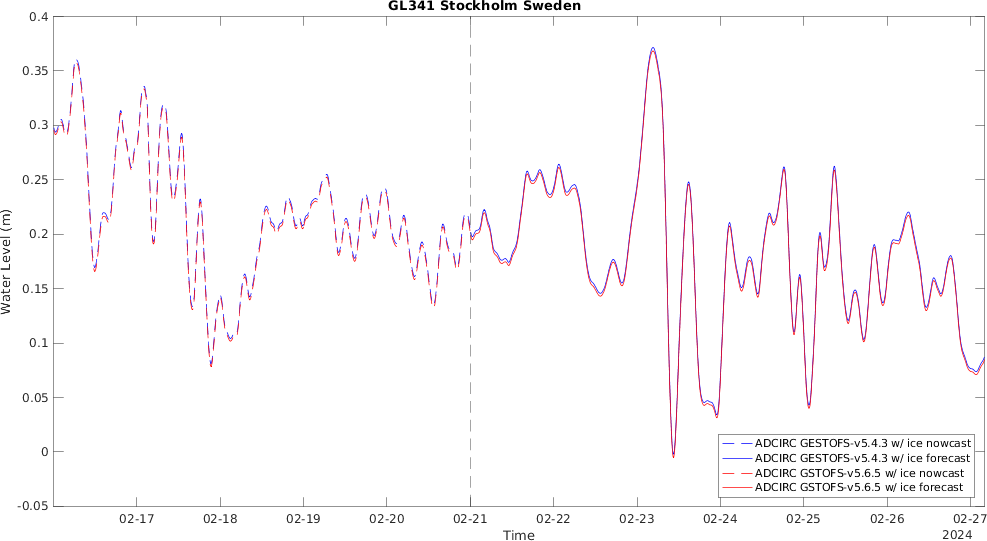 GL341 Stockholm Sweden
0.4
0.35
0.3
0.25
0.2
0.15
0.1
0.05
0
-0.05
Water Level (m)
ADCIRC GESTOFS-v5.4.3 w/ ice nowcast
ADCIRC GESTOFS-v5.4.3 w/ ice forecast
ADCIRC GSTOFS-v5.6.5 w/ ice nowcast
ADCIRC GSTOFS-v5.6.5 w/ ice forecast
02-17 02-18 02-19 02-20 02-21 02-22 02-23 02-24 02-25 02-26 02-27
Time 2024